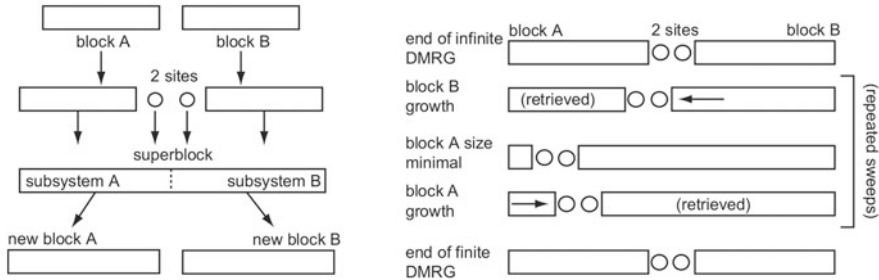 block A
block B
2 sites
superblock
subsystem A
subsystem B
new block A
new block B
block A
2 sites
block B
end of infinite
DMRG
block B
growth
(retrieved)
block A size
minimal
block A
growth
(retrieved)
end of finite
DMRG
(repeated sweeps)